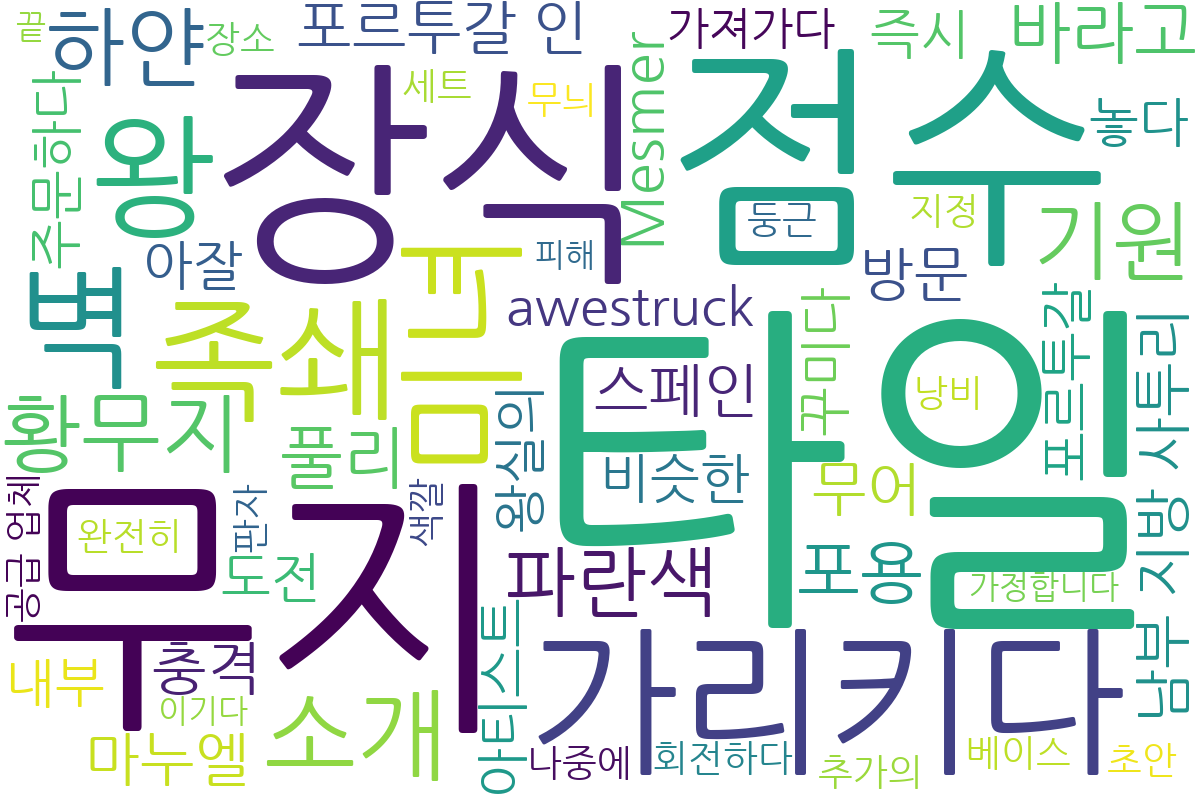 끝
하얀
장소
포르투갈 인
가져가다
즉시
바라고
세트
무늬
주문하다
왕
장식
Mesmer
점수
놓다
둥근
지정
기원
아잘
피해
방문
벽
족쇄
늠
awestruck
타일
꾸미다
포르투갈
남부 지방 사투리
스페인
낭비
황무지
풀리
왕실의
비슷한
무어
공급 업체
무지
완전히
판자
색깔
도전
파란색
포용
가정합니다
내부
충격
아티스트
가리키다
이기다
소개
마누엘
나중에
회전하다
추가의
베이스
초안